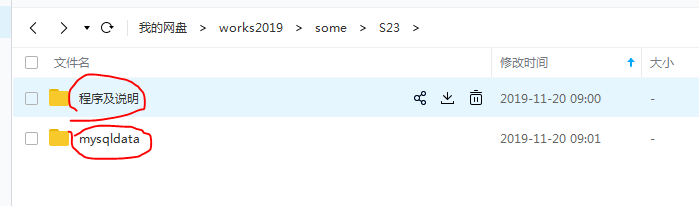 我的网盘 > works2019 > some > S23 >
文件名 修改时间 大小
程序及说明 2019-11-20 09:00 -
mysqldata 2019-11-20 09:01 -